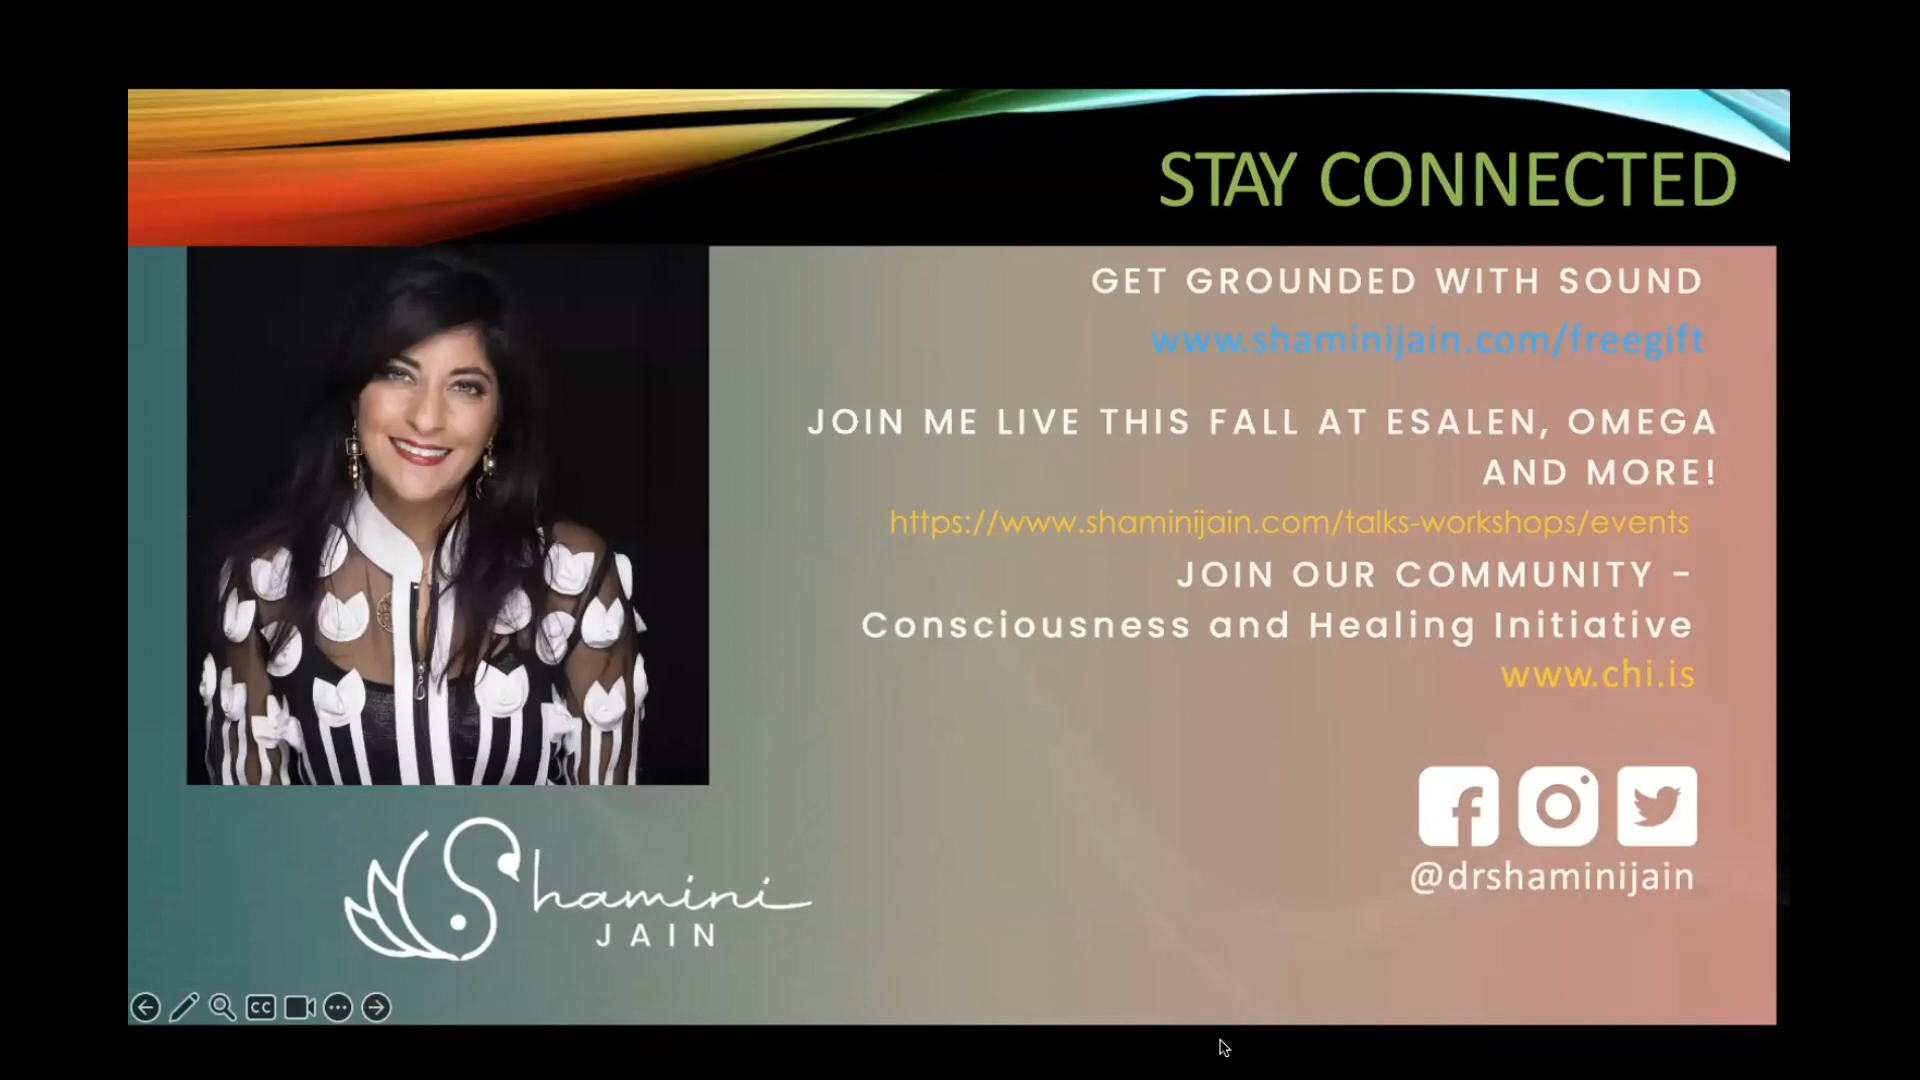 STAY CONNECTED
GET GROUNDED WITH SOUND
www.shaminijain.com/freegift
JOIN ME LIVE THIS FALL AT ESALEN, OMEGA
AND MORE!
https://www.shaminijain.com/talks-workshops/events
JOIN OUR COMMUNITY -
Consciousness and Healing Initiative
www.chi.is
@drshaminijain
Shamini
JAIN
CC